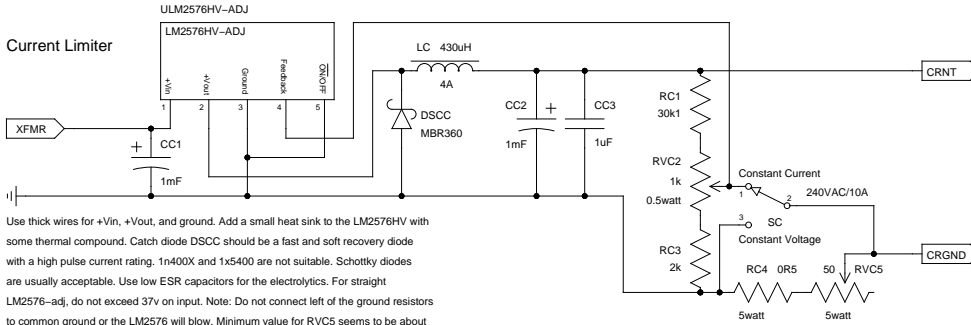 ULM2576HV−ADJ
LM2576HV−ADJ
Current Limiter
+Vin
+Vout
Ground
Feedback
ON/OFF
1
2
3
4
5
LC 430uH
4A
CRNT
XFMR
+
CC1
1mF
DSCC
MBR360
CC2
+
1mF
CC3
1uF
RC1
30k1
RVC2
1k
0.5watt
Constant Current
1
2
240VAC/10A
3
SC
Constant Voltage
RC3
2k
CRGND
RC4 0R5
50 RVC5
5watt
5watt
Use thick wires for +Vin, +Vout, and ground. Add a small heat sink to the LM2576HV with
some thermal compound. Catch diode DSCC should be a fast and soft recovery diode
with a high pulse current rating. 1n400X and 1x5400 are not suitable. Schottky diodes
are usually acceptable. Use low ESR capacitors for the electrolytics. For straight
LM2576−adj, do not exceed 37v on input. Note: Do not connect left of the ground resistors
to common ground or the LM2576 will blow. Minimum value for RVC5 seems to be about